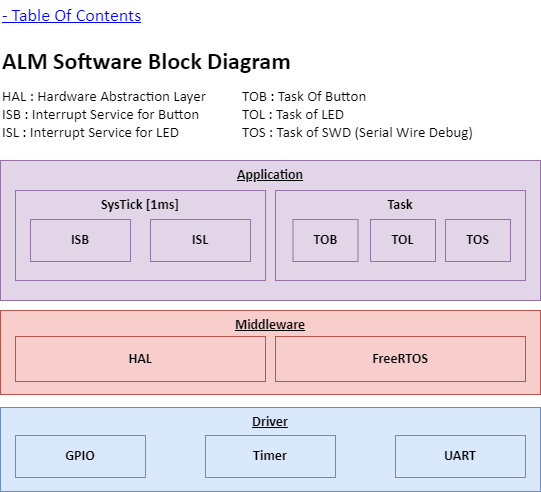 - Table Of Contents
ALM Software Block Diagram
HAL : Hardware Abstraction Layer
ISB : Interrupt Service for Button
ISL : Interrupt Service for LED
TOB : Task Of Button
TOL : Task of LED
TOS : Task of SWD (Serial Wire Debug)
Application
SysTick [1ms]
ISB
ISL
Task
TOB
TOL
TOS
Middleware
HAL
FreeRTOS
Driver
GPIO
Timer
UART